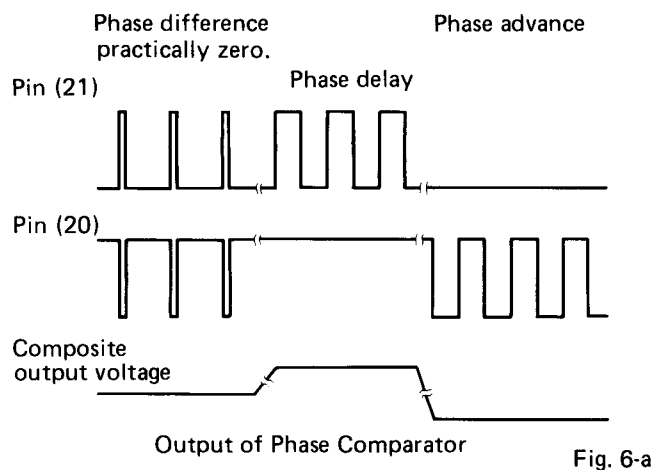 Phase difference
practically zero.
Phase advance
Phase delay
Pin (21)
Pin (20)
Composite
output voltage
Output of Phase Comparator
Fig. 6-a